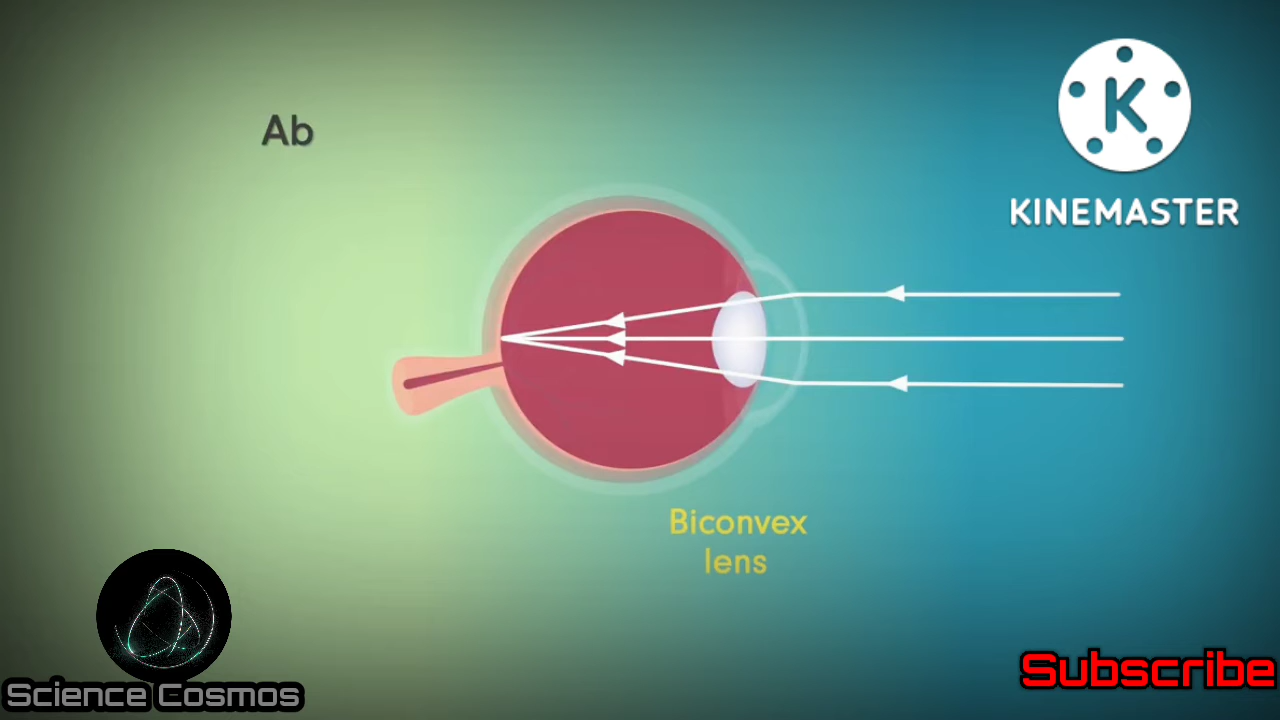 Ab
K
KINEMASTER
Biconvex
lens
Science Cosmos
Subscribe